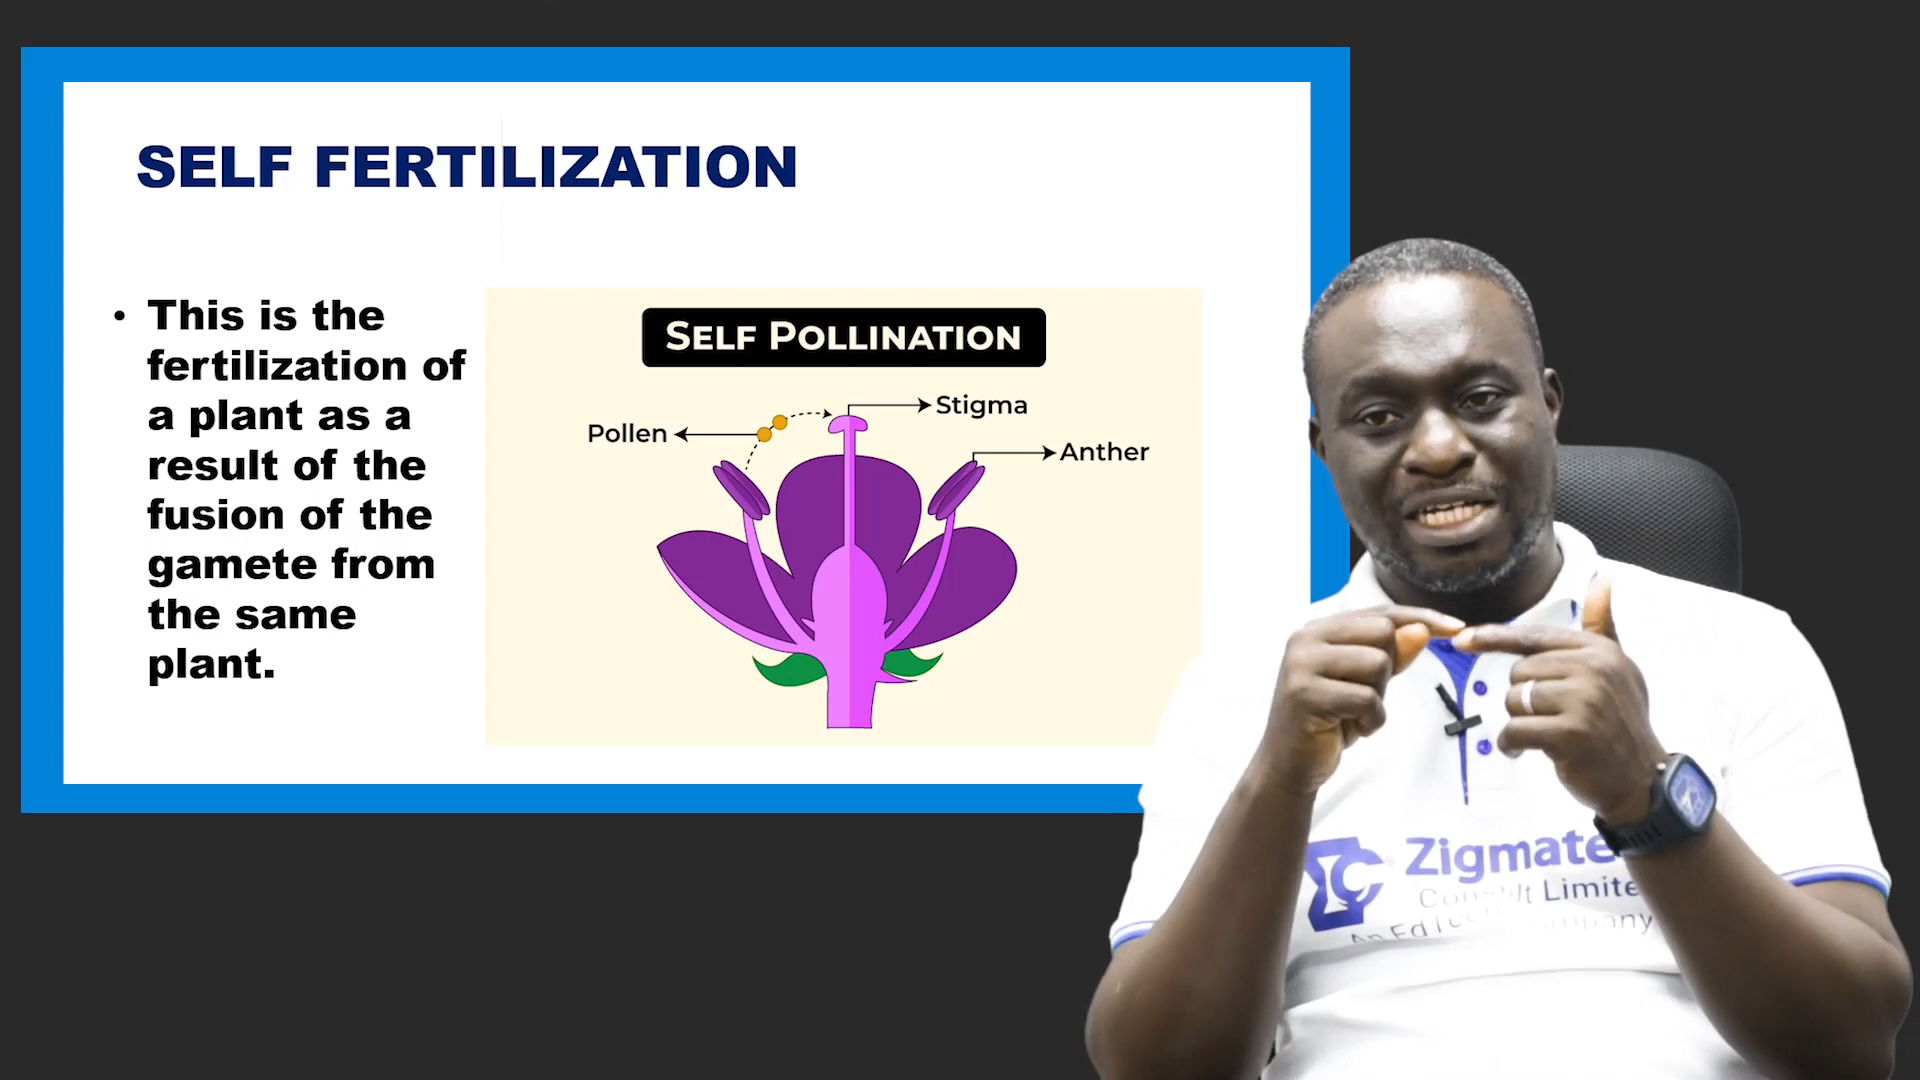 SELF FERTILIZATION
• This is the
fertilization of
a plant as a
result of the
fusion of the
gamete from
the same
plant.
SELF POLLINATION
Stigma
Pollen
Anther
Zigmate
Limite